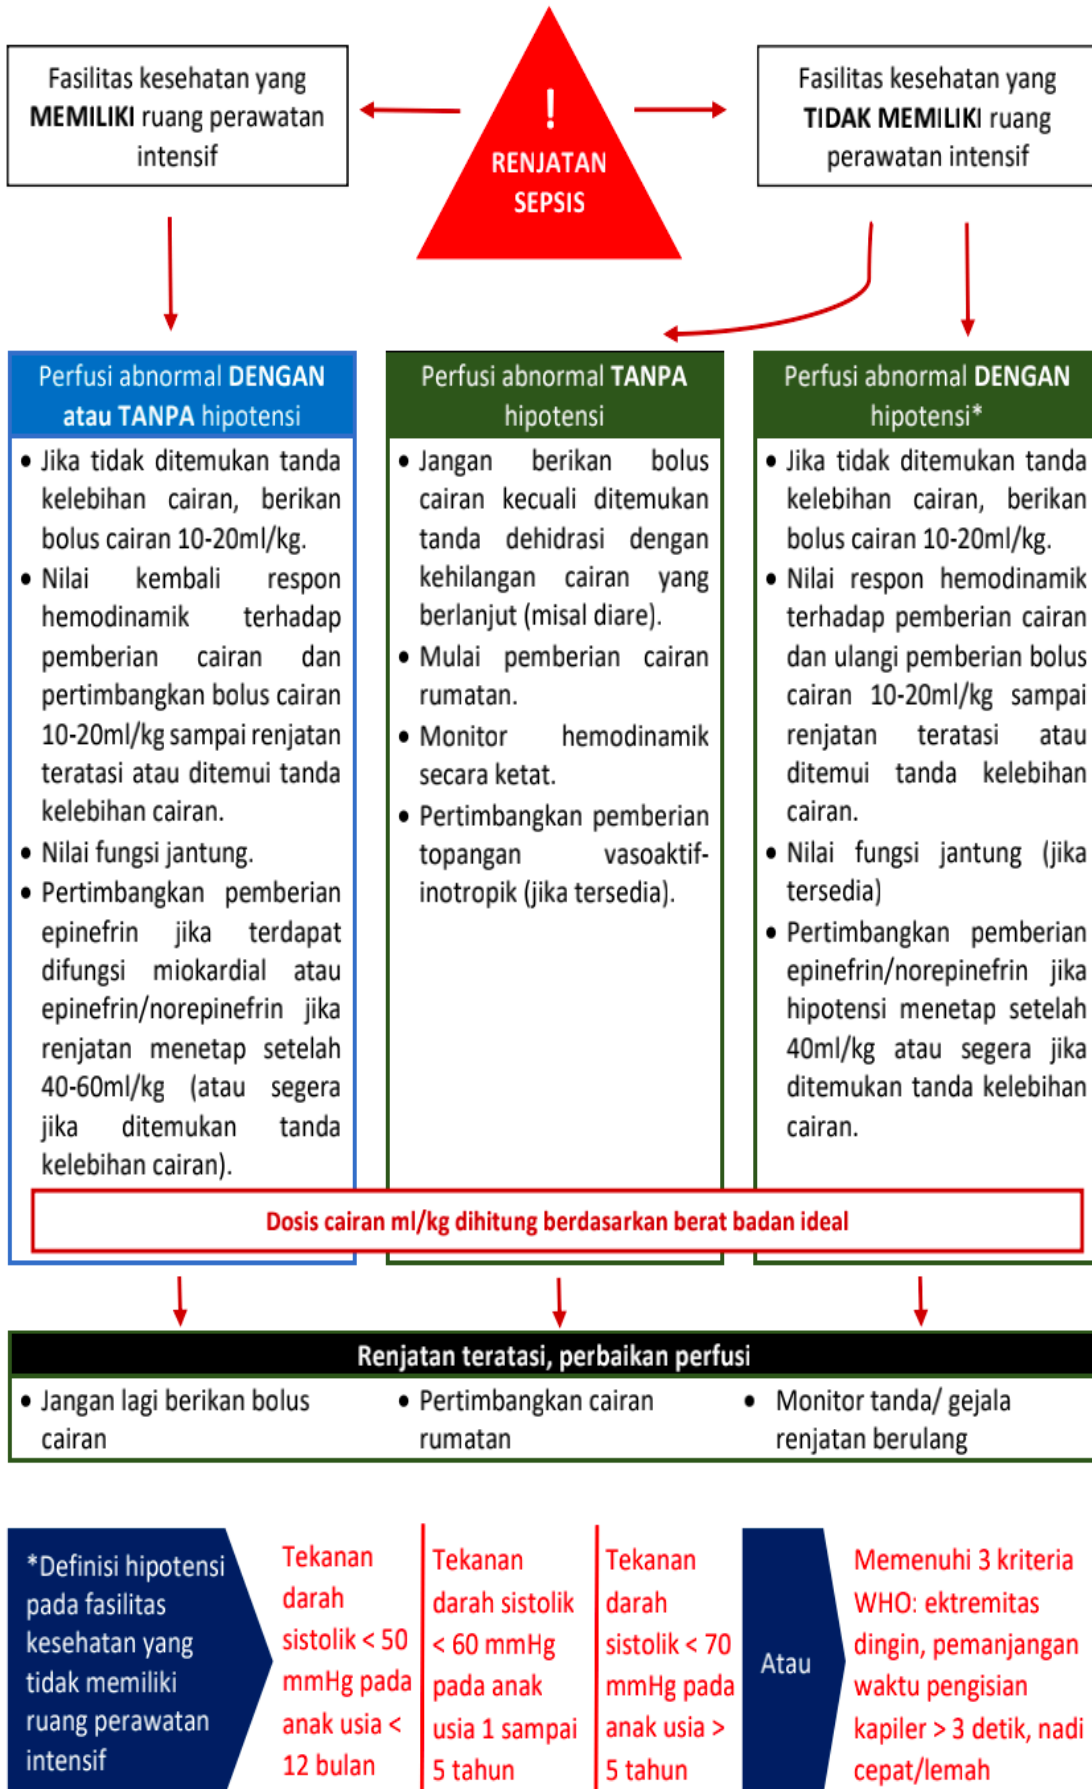 Fasilitas kesehatan yang
MEMILIKI ruang perawatan
intensif
!
RENJATAN
SEPSIS
Fasilitas kesehatan yang
TIDAK MEMILIKI ruang
perawatan intensif
Perfusi abnormal DENGAN
atau TANPA hipotensi
• Jika tidak ditemukan tanda
kelebihan cairan, berikan
bolus cairan 10-20ml/kg.
• Nilai kembali respon
hemodinamik terhadap
pemberian cairan dan
pertimbangkan bolus cairan
10-20ml/kg sampai renjatan
teratasi atau ditemui tanda
kelebihan cairan.
• Nilai fungsi jantung.
• Pertimbangkan pemberian
epinefrin jika terdapat
difungsi miokardial atau
epinefrin/norepinefrin jika
renjatan menetap setelah
40-60ml/kg (atau segera
jika ditemukan tanda
kelebihan cairan).
Perfusi abnormal TANPA
hipotensi
• Jangan berikan bolus
cairan kecuali ditemukan
tanda dehidrasi dengan
kehilangan cairan yang
berlanjut (misal diare).
• Mulai pemberian cairan
rumatan.
• Monitor hemodinamik
secara ketat.
• Pertimbangkan pemberian
topangan vasoaktif-
inotropik (jika tersedia).
Perfusi abnormal DENGAN
hipotensi*
• Jika tidak ditemukan tanda
kelebihan cairan, berikan
bolus cairan 10-20ml/kg.
• Nilai respon hemodinamik
terhadap pemberian cairan
dan ulangi pemberian bolus
cairan 10-20ml/kg sampai
renjatan teratasi atau
ditemui tanda kelebihan
cairan.
• Nilai fungsi jantung (jika
tersedia)
• Pertimbangkan pemberian
epinefrin/norepinefrin jika
hipotensi menetap setelah
40ml/kg atau segera jika
ditemukan tanda kelebihan
cairan.
Dosis cairan ml/kg dihitung berdasarkan berat badan ideal
Renjatan teratasi, perbaikan perfusi
• Jangan lagi berikan bolus
cairan
• Pertimbangkan cairan
rumatan
• Monitor tanda/ gejala
renjatan berulang
*Definisi hipotensi
pada fasilitas
kesehatan yang
tidak memiliki
ruang perawatan
intensif
Tekanan
darah
sistolik < 50
mmHg pada
anak usia <
12 bulan
Tekanan
darah sistolik
< 60 mmHg
pada anak
usia 1 sampai
5 tahun
Tekanan
darah
sistolik < 70
mmHg pada
anak usia >
5 tahun
Atau
Memenuhi 3 kriteria
WHO: ektremitas
dingin, pemanjangan
waktu pengisian
kapiler > 3 detik, nadi
cepat/lemah